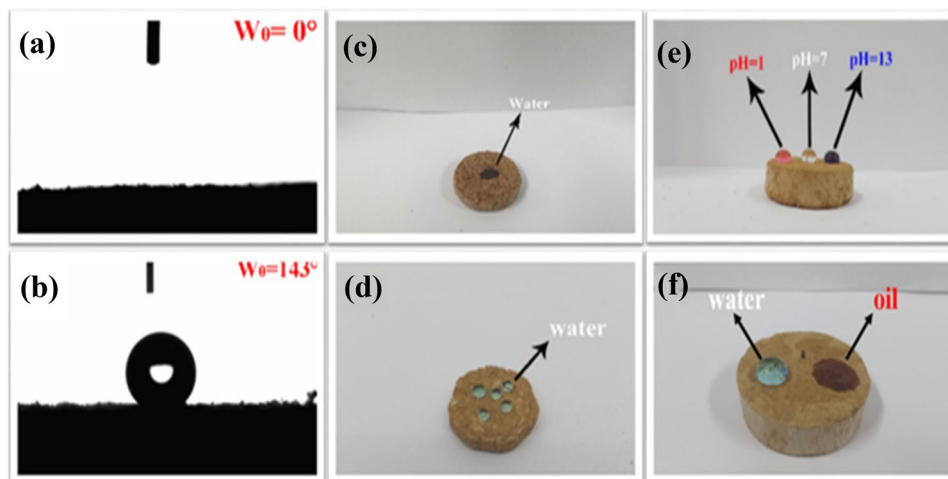 (a)
W₀= 0°
(c)
Water
(e)
pH=1
pH=7
pH=13
(b)
W₀=143°
(d)
water
(f)
water
oil